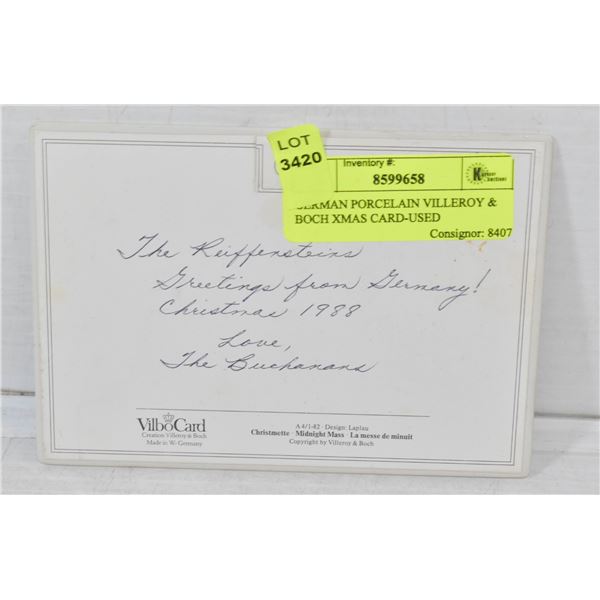 LOT
3420
Inventory #:
8599658
GERMAN PORCELAIN VILLEROY &
BOCH XMAS CARD-USED
Consignor: 8407
The Reiffensteins
Greetings from Germany!
Christmas 1988
Love,
The Buchanans
VilboCard
Creation Villeroy & Boch
Made in W.-Germany
A 4/1-82 · Design: Laplau
Christmette · Midnight Mass · La messe de minuit
Copyright by Villeroy & Boch